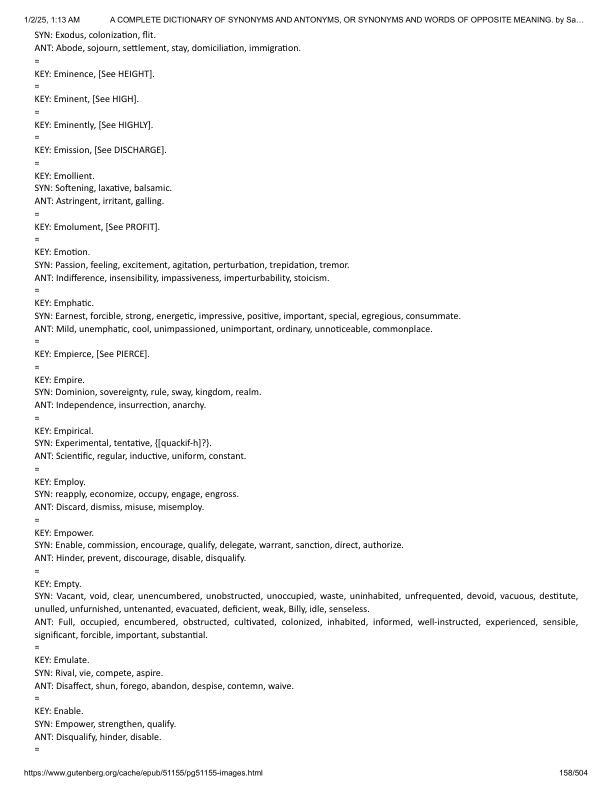 1/2/25, 1:13 AM A COMPLETE DICTIONARY OF SYNONYMS AND ANTONYMS, OR SYNONYMS AND WORDS OF OPPOSITE MEANING. by Sa…
SYN: Exodus, colonization, flit.
ANT: Abode, sojourn, settlement, stay, domiciliation, immigration.
=
KEY: Eminence, [See HEIGHT].
=
KEY: Eminent, [See HIGH].
=
KEY: Eminently, [See HIGHLY].
=
KEY: Emission, [See DISCHARGE].
=
KEY: Emollient.
SYN: Softening, laxative, balsamic.
ANT: Astringent, irritant, galling.
=
KEY: Emolument, [See PROFIT].
=
KEY: Emotion.
SYN: Passion, feeling, excitement, agitation, perturbation, trepidation, tremor.
ANT: Indifference, insensibility, impassiveness, imperturbability, stoicism.
=
KEY: Emphatic.
SYN: Earnest, forcible, strong, energetic, impressive, positive, important, special, egregious, consummate.
ANT: Mild, unemphatic, cool, unimpassioned, unimportant, ordinary, unnoticeable, commonplace.
=
KEY: Empierce, [See PIERCE].
=
KEY: Empire.
SYN: Dominion, sovereignty, rule, sway, kingdom, realm.
ANT: Independence, insurrection, anarchy.
=
KEY: Empirical.
SYN: Experimental, tentative, {[quackif-h]?}.
ANT: Scientific, regular, inductive, uniform, constant.
=
KEY: Employ.
SYN: reapply, economize, occupy, engage, engross.
ANT: Discard, dismiss, misuse, misemploy.
=
KEY: Empower.
SYN: Enable, commission, encourage, qualify, delegate, warrant, sanction, direct, authorize.
ANT: Hinder, prevent, discourage, disable, disqualify.
=
KEY: Empty.
SYN: Vacant, void, clear, unencumbered, unobstructed, unoccupied, waste, uninhabited, unfrequented, devoid, vacuous, destitute,
unulled, unfurnished, untenanted, evacuated, deficient, weak, Billy, idle, senseless.
ANT: Full, occupied, encumbered, obstructed, cultivated, colonized, inhabited, informed, well-instructed, experienced, sensible,
significant, forcible, important, substantial.
=
KEY: Emulate.
SYN: Rival, vie, compete, aspire.
ANT: Disaffect, shun, forego, abandon, despise, contemn, waive.
=
KEY: Enable.
SYN: Empower, strengthen, qualify.
ANT: Disqualify, hinder, disable.
=
https://www.gutenberg.org/cache/epub/51155/pg51155-images.html 158/504